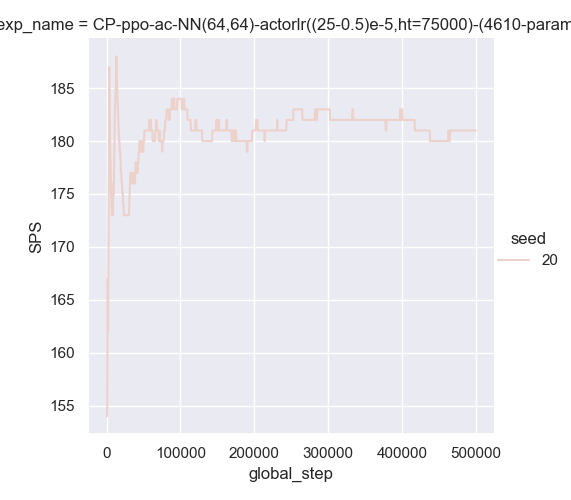 exp_name = CP-ppo-ac-NN(64,64)-actorlr((25-0.5)e-5,ht=75000)-(4610-param
185
180
175
170
165
160
155
SPS
0 100000 200000 300000 400000 500000
global_step
seed
20